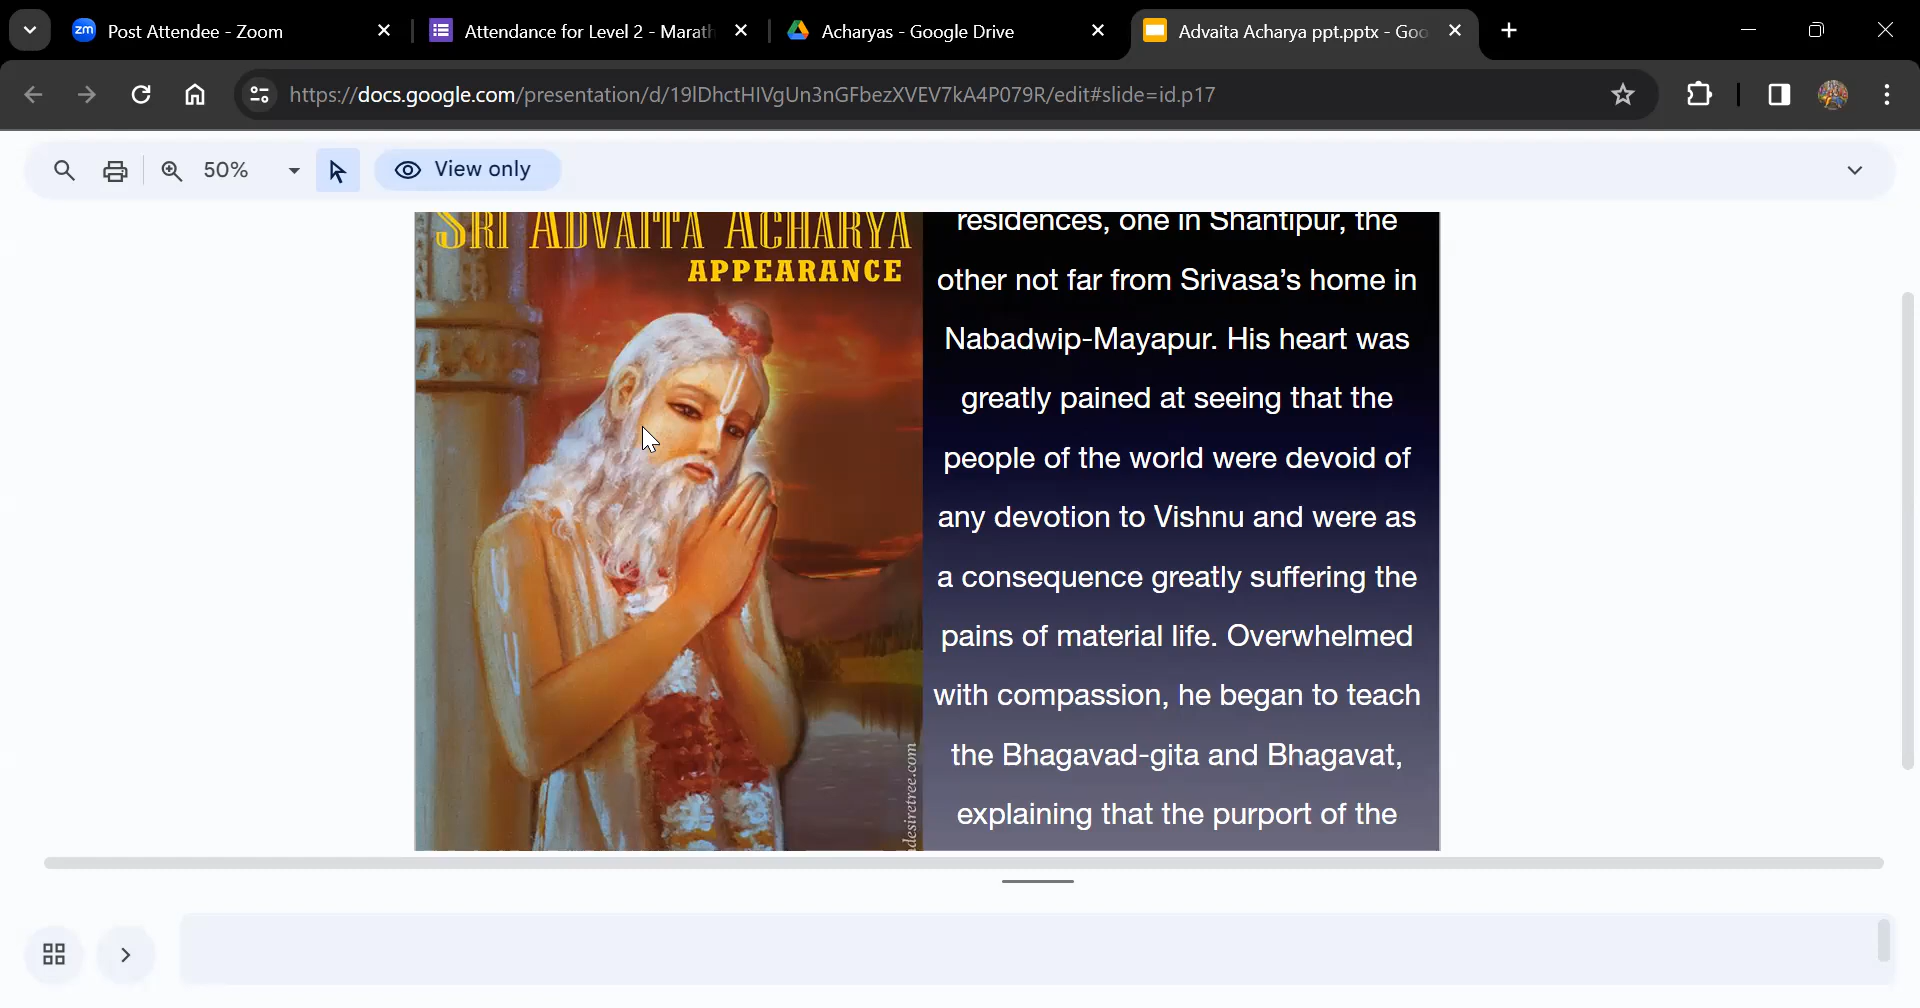 zm Post Attendee - Zoom
Attendance for Level 2 - Marath
Acharyas - Google Drive
Advaita Acharya ppt.pptx - Goo
https://docs.google.com/presentation/d/19IDhctHIVgUn3nGFbezXVEV7kA4P079R/edit#slide=id.p17
50%
View only
SRI ADVAITA ACHARYA
APPEARANCE
desiretree.com
residences, one in Shantipur, the
other not far from Srivasa’s home in
Nabadwip-Mayapur. His heart was
greatly pained at seeing that the
people of the world were devoid of
any devotion to Vishnu and were as
a consequence greatly suffering the
pains of material life. Overwhelmed
with compassion, he began to teach
the Bhagavad-gita and Bhagavat,
explaining that the purport of the